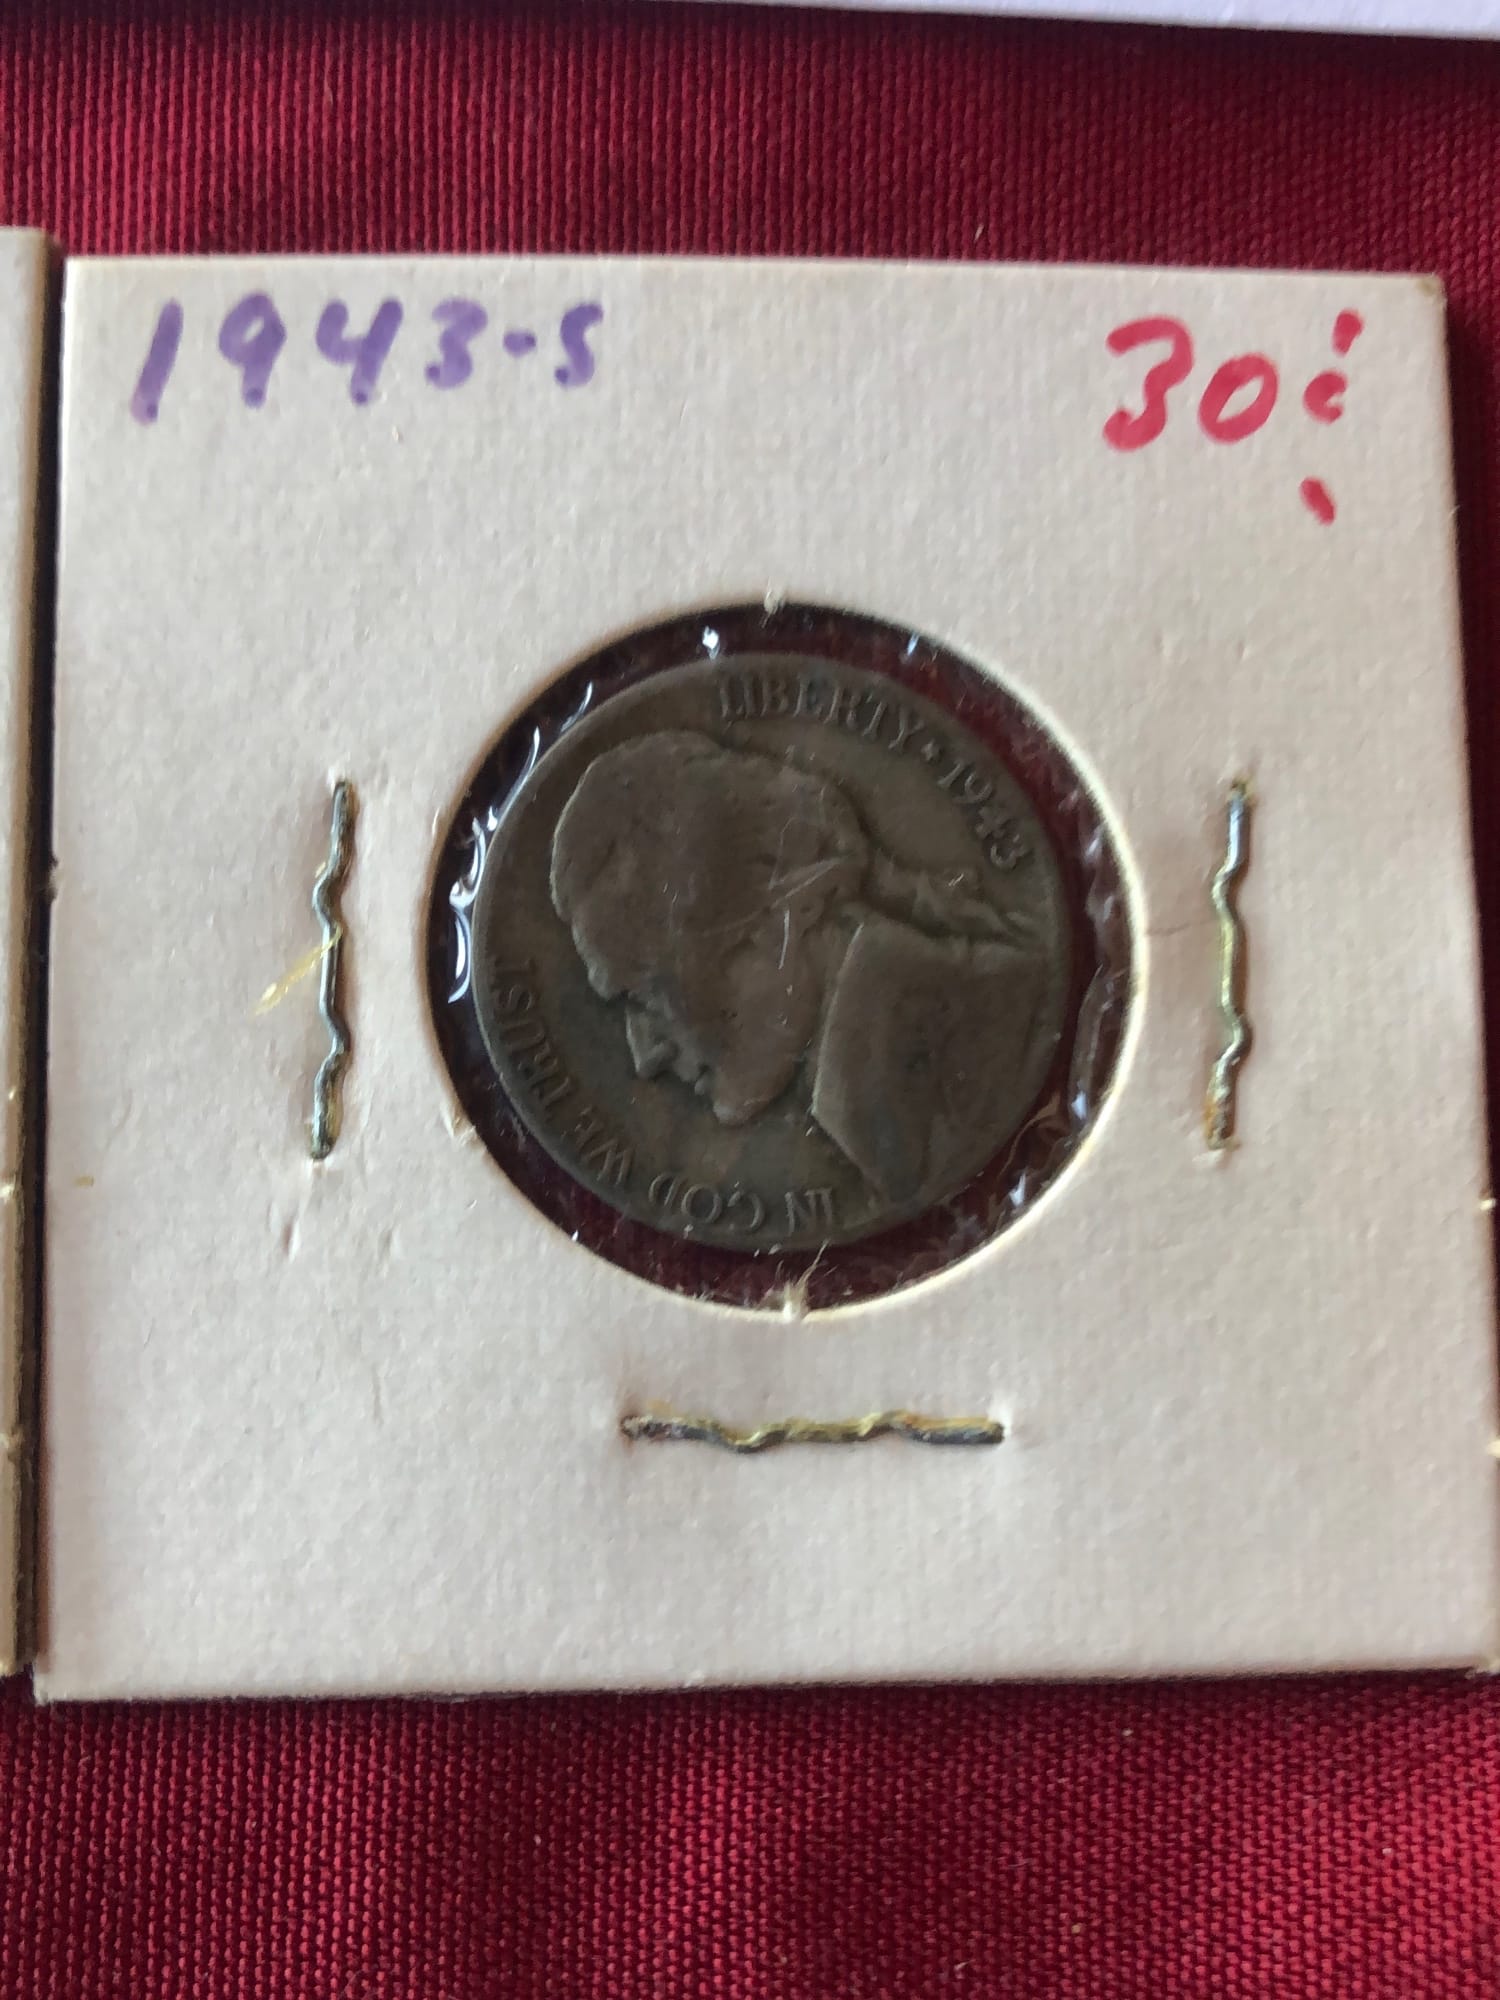 1943-S
30¢
LIBERTY * 1943
IN GOD WE TRUST